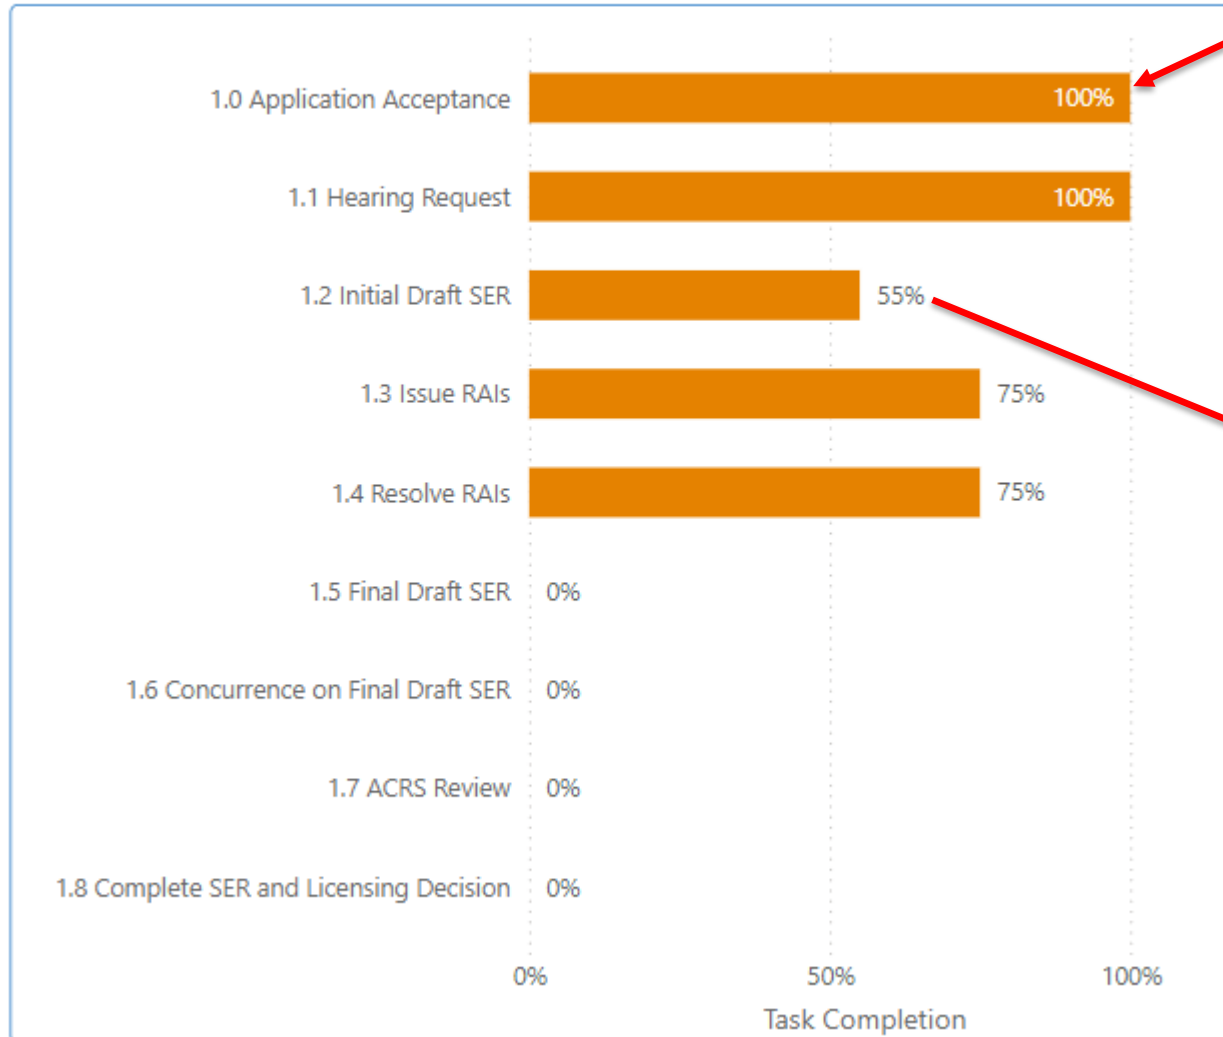 1.0 Application Acceptance 100%
1.1 Hearing Request 100%
1.2 Initial Draft SER 55%
1.3 Issue RAIs 75%
1.4 Resolve RAIs 75%
1.5 Final Draft SER 0%
1.6 Concurrence on Final Draft SER 0%
1.7 ACRS Review 0%
1.8 Complete SER and Licensing Decision 0%
0% 50% 100%
Task Completion